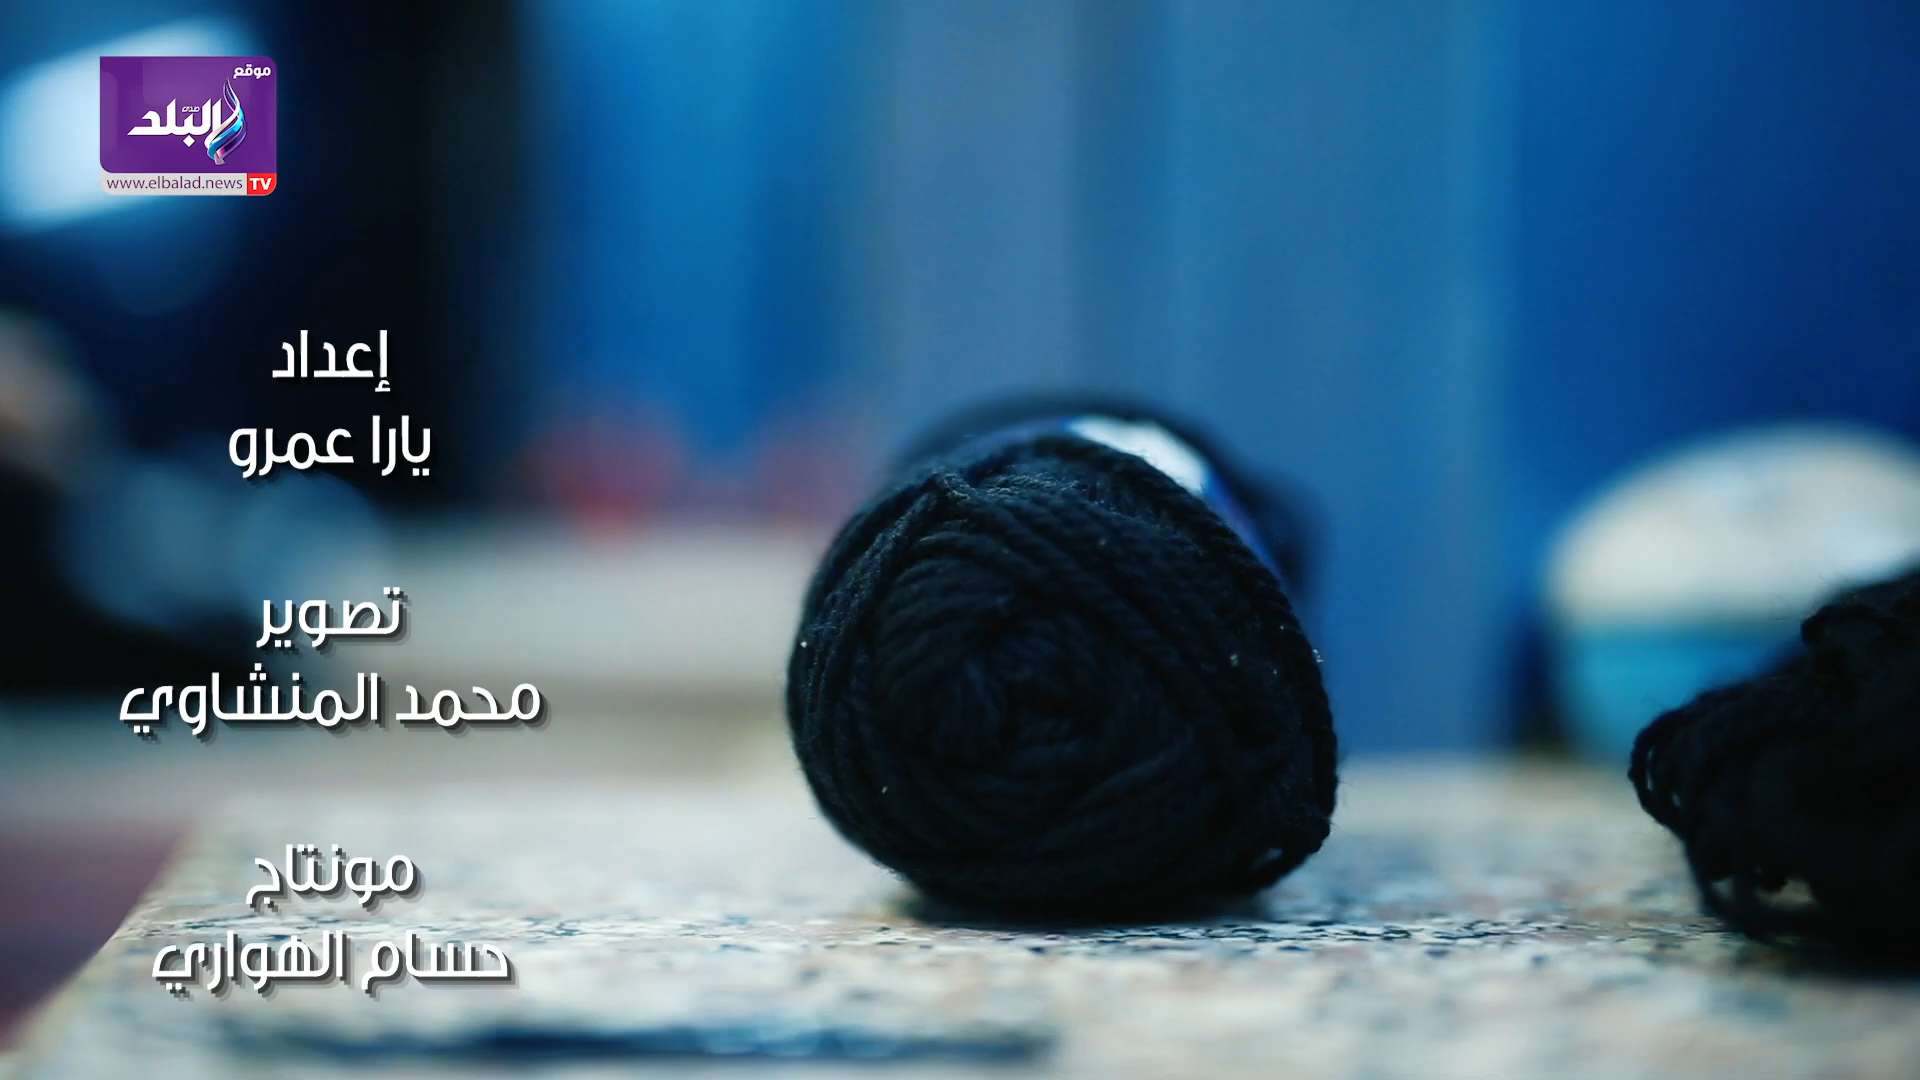 موقع
صدى
البلد
www.elbalad.news TV
إعداد
يارا عمرو
تصوير
محمد المنشاوي
مونتاج
حسام الهواري